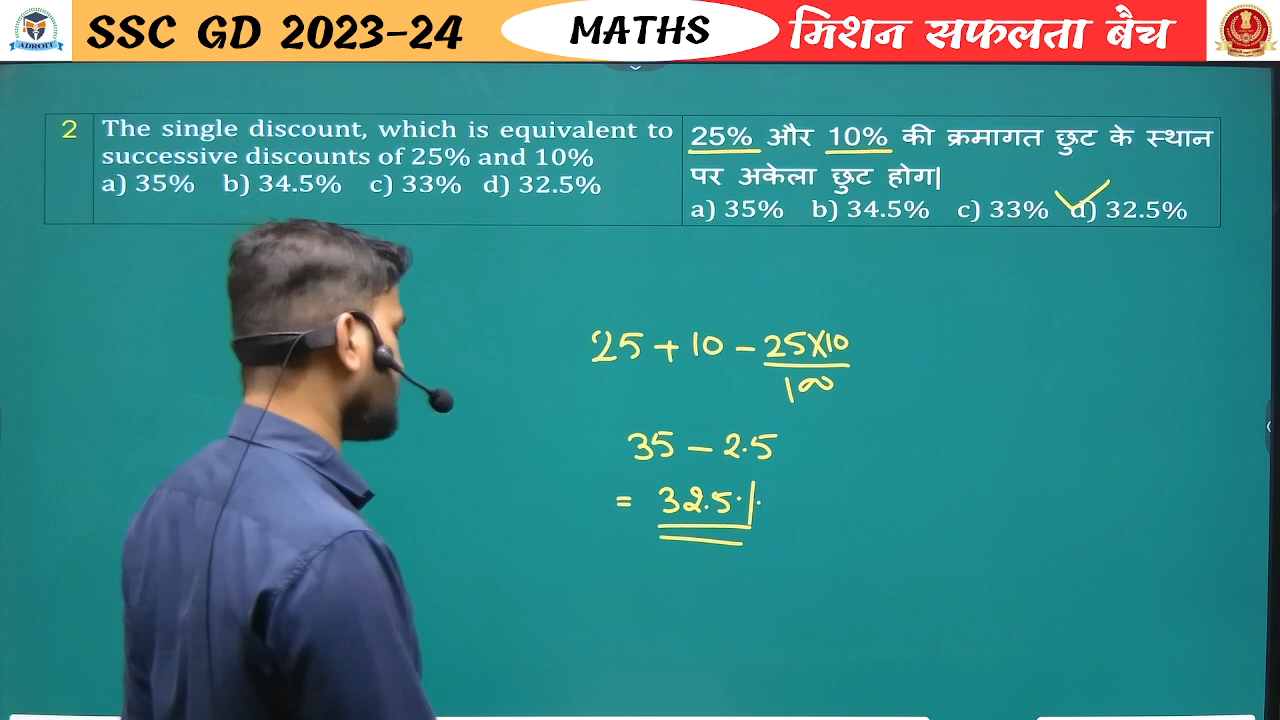 SSC GD 2023-24
MATHS
मिशन सफलता बैच
ADROIT
2
The single discount, which is equivalent to
successive discounts of 25% and 10%
a) 35% b) 34.5% c) 33% d) 32.5%
25% और 10% की क्रमागत छुट के स्थान
पर अकेला छुट होग|
a) 35% b) 34.5% c) 33% d) 32.5%
25 + 10 - 25X10
100
35 - 2.5
= 32.5%